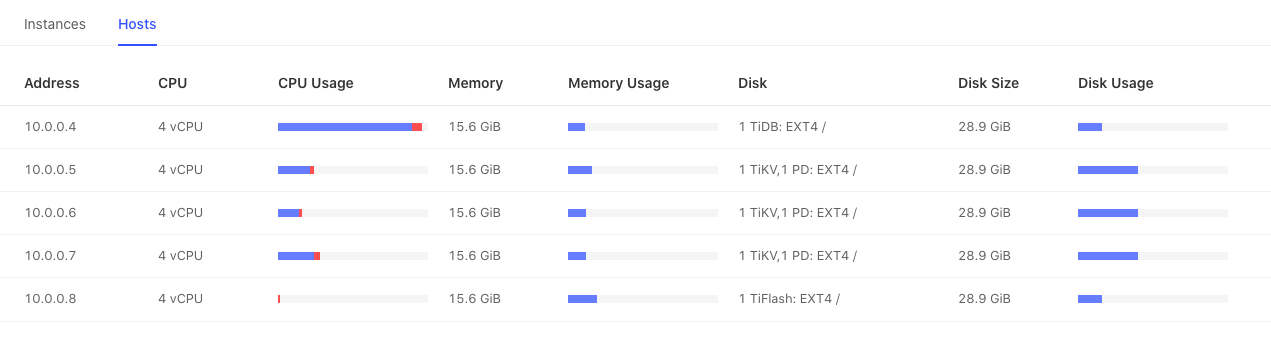 Instances Hosts
Address CPU CPU Usage Memory Memory Usage Disk Disk Size Disk Usage
10.0.0.4 4 vCPU 15.6 GiB 1 TiDB: EXT4 / 28.9 GiB
10.0.0.5 4 vCPU 15.6 GiB 1 TiKV,1 PD: EXT4 / 28.9 GiB
10.0.0.6 4 vCPU 15.6 GiB 1 TiKV,1 PD: EXT4 / 28.9 GiB
10.0.0.7 4 vCPU 15.6 GiB 1 TiKV,1 PD: EXT4 / 28.9 GiB
10.0.0.8 4 vCPU 15.6 GiB 1 TiFlash: EXT4 / 28.9 GiB